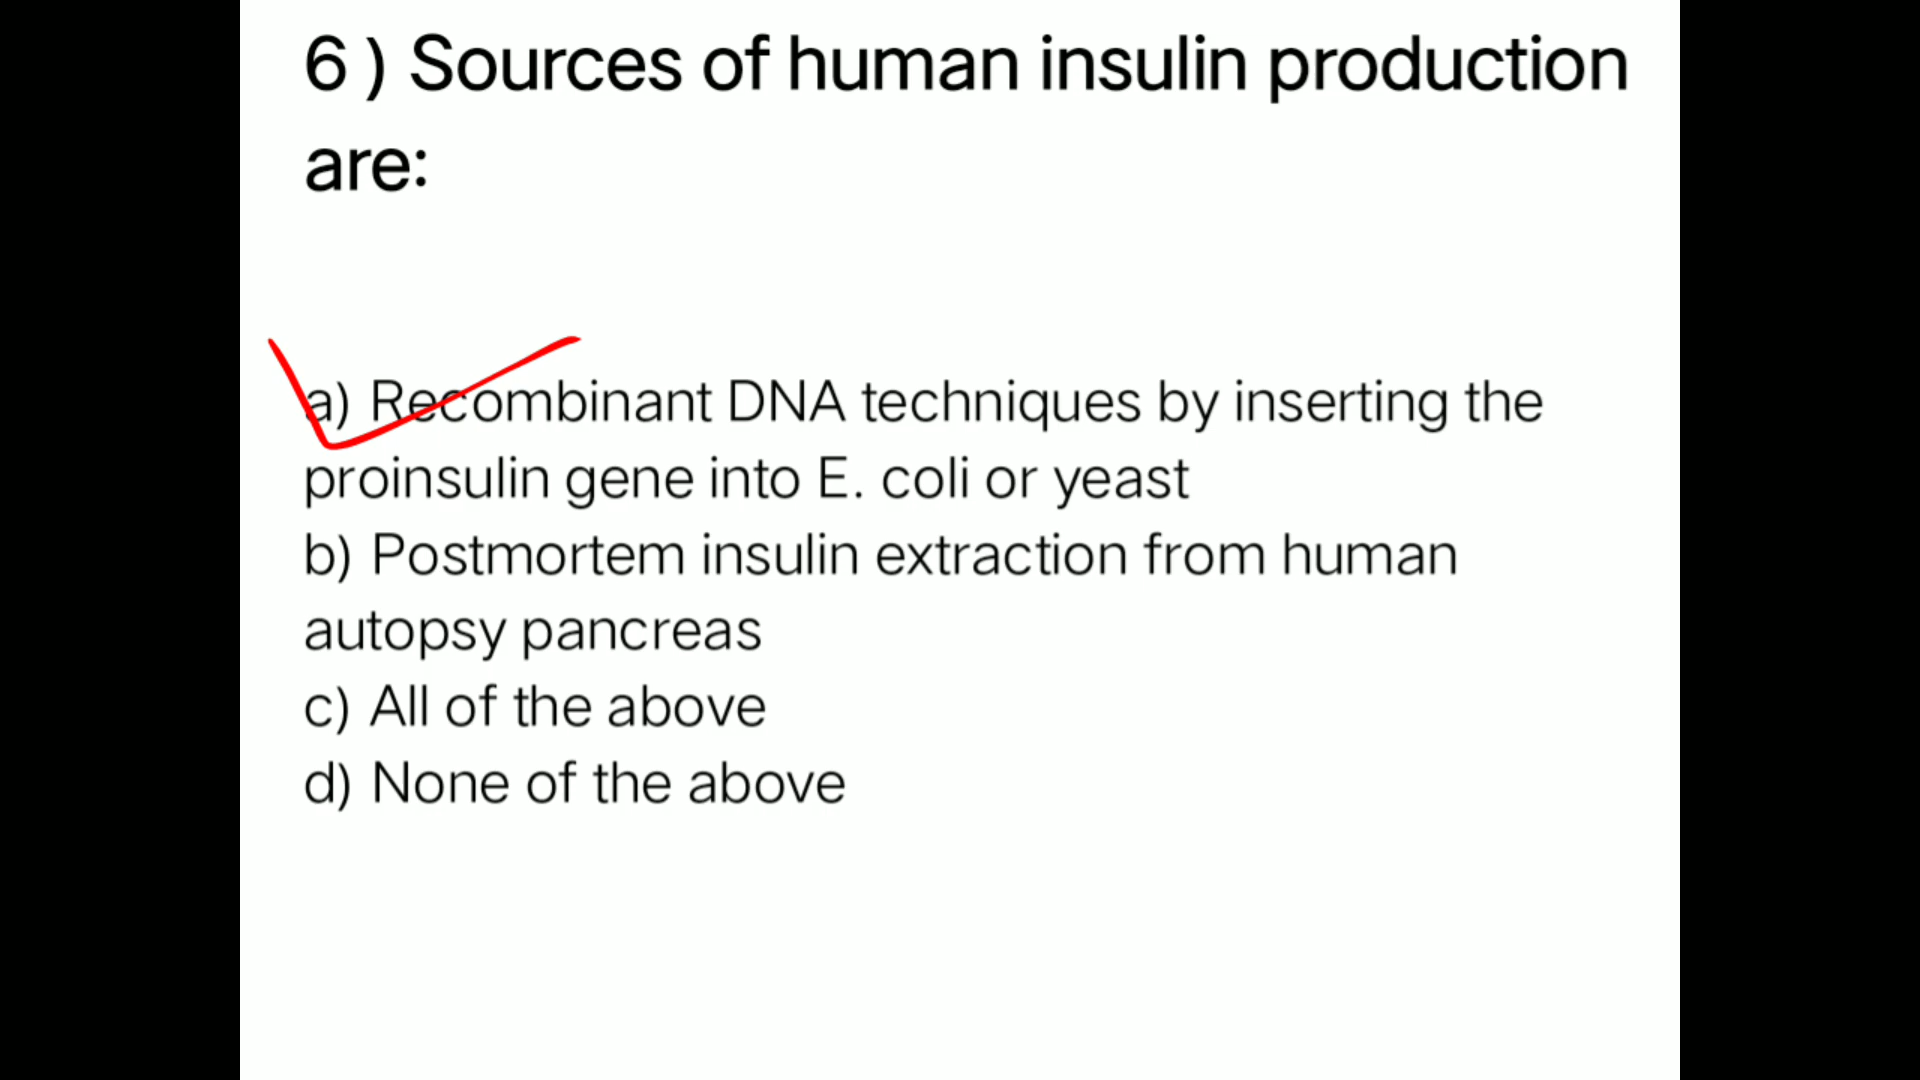 6 ) Sources of human insulin production
are:
a) Recombinant DNA techniques by inserting the
proinsulin gene into E. coli or yeast
b) Postmortem insulin extraction from human
autopsy pancreas
c) All of the above
d) None of the above